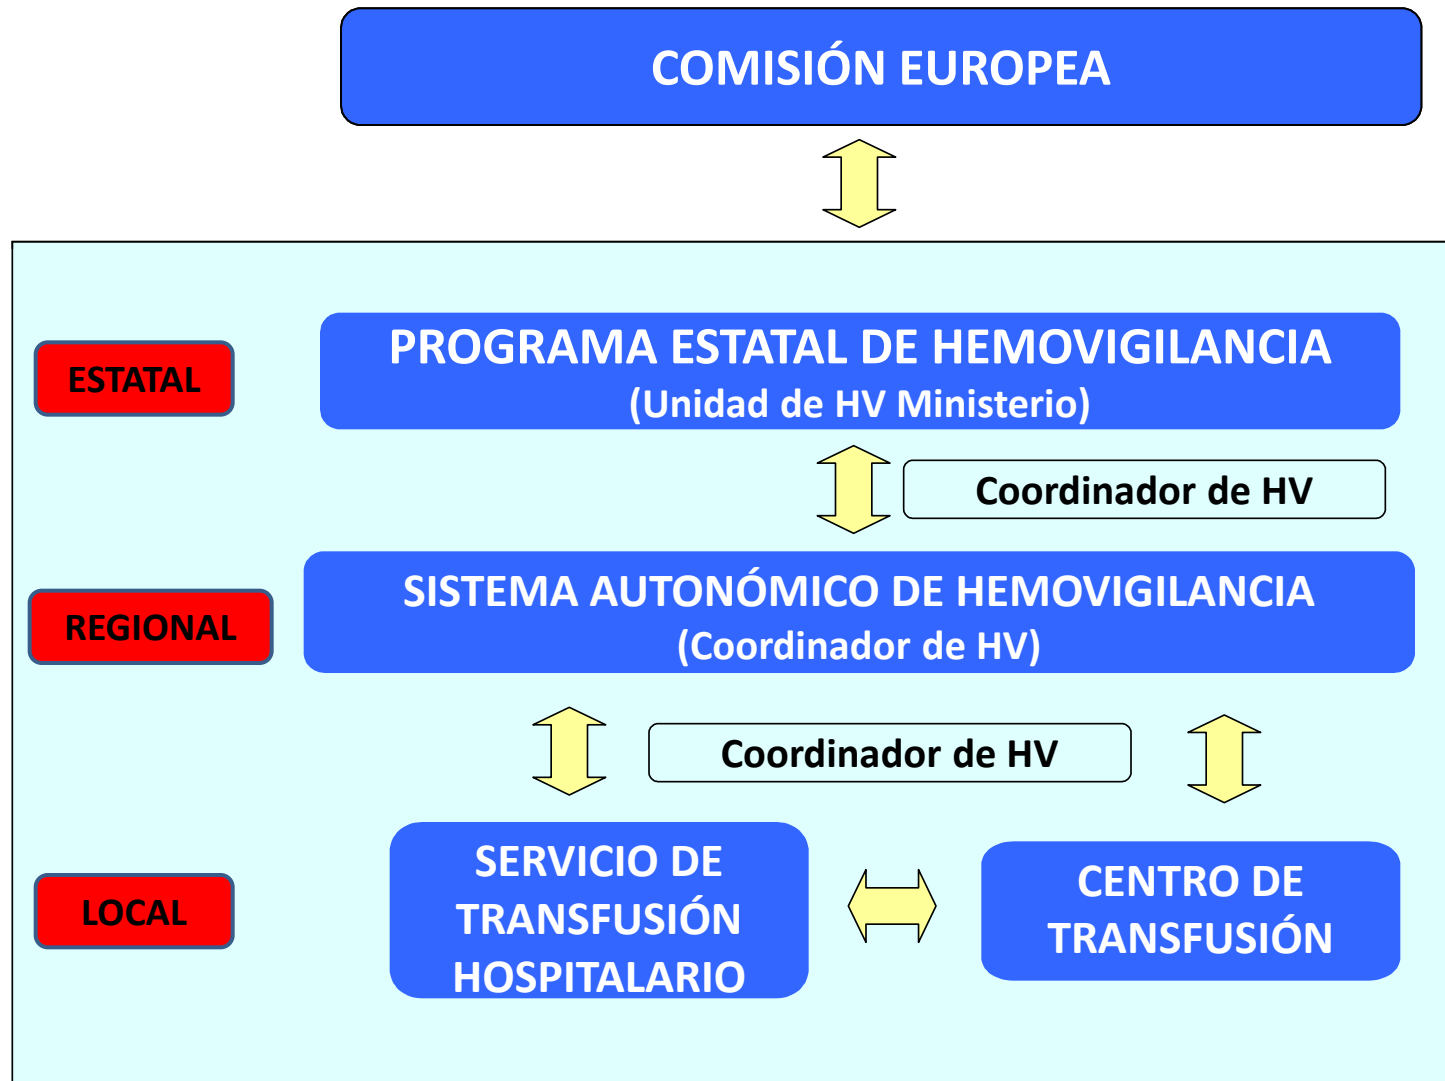 COMISIÓN EUROPEA
ESTATAL
PROGRAMA ESTATAL DE HEMOVIGILANCIA
(Unidad de HV Ministerio)
Coordinador de HV
REGIONAL
SISTEMA AUTONÓMICO DE HEMOVIGILANCIA
(Coordinador de HV)
Coordinador de HV
LOCAL
SERVICIO DE
TRANSFUSIÓN
HOSPITALARIO
CENTRO DE
TRANSFUSIÓN